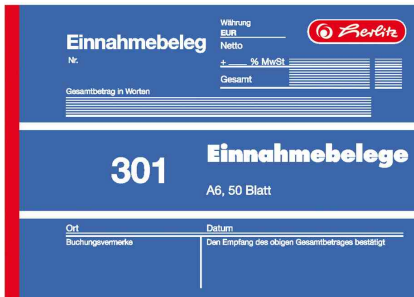 Währung
Einnahmebeleg EUR
Herlitz
Nr. Netto
+ ___ % MwSt
Gesamt
Gesamtbetrag in Worten
301
Einnahmebelege
A6, 50 Blatt
Ort Datum
Buchungsvermerke Den Empfang des obigen Gesamtbetrages bestätigt